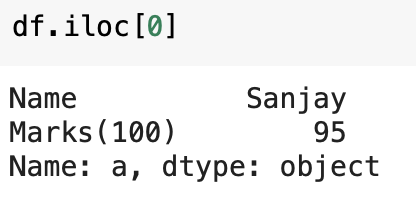 df.iloc[0]
Name Sanjay
Marks(100) 95
Name: a, dtype: object